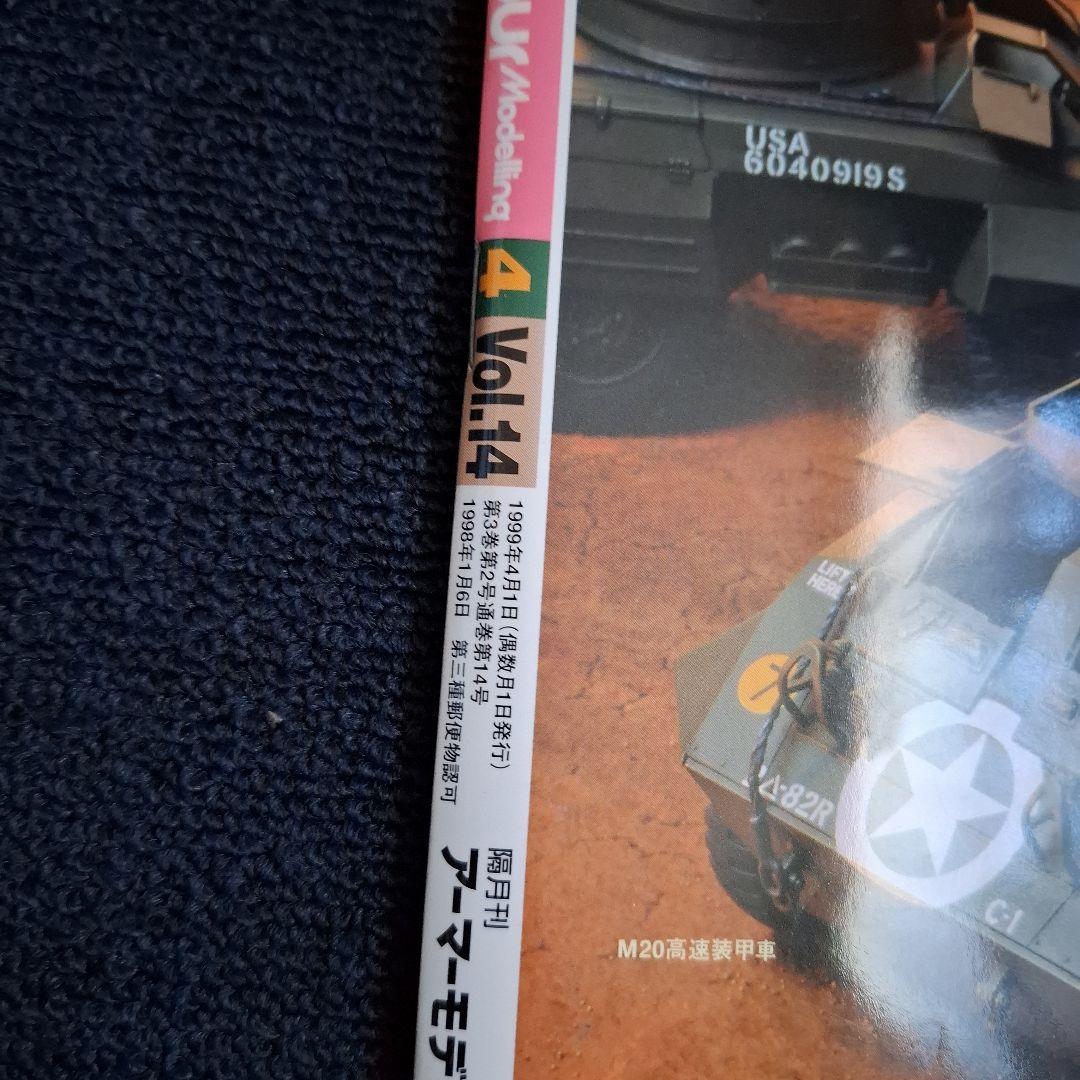 our Modelling
4
Vol.14
1999年4月1日(偶数月1日発行)
第3巻第2号通巻第14号
1998年1月6日 第三種郵便物認可
隔月刊
アーマーモデ
USA
6040919S
LIFT
HERE
2△-82R
C-1
M20高速装甲車